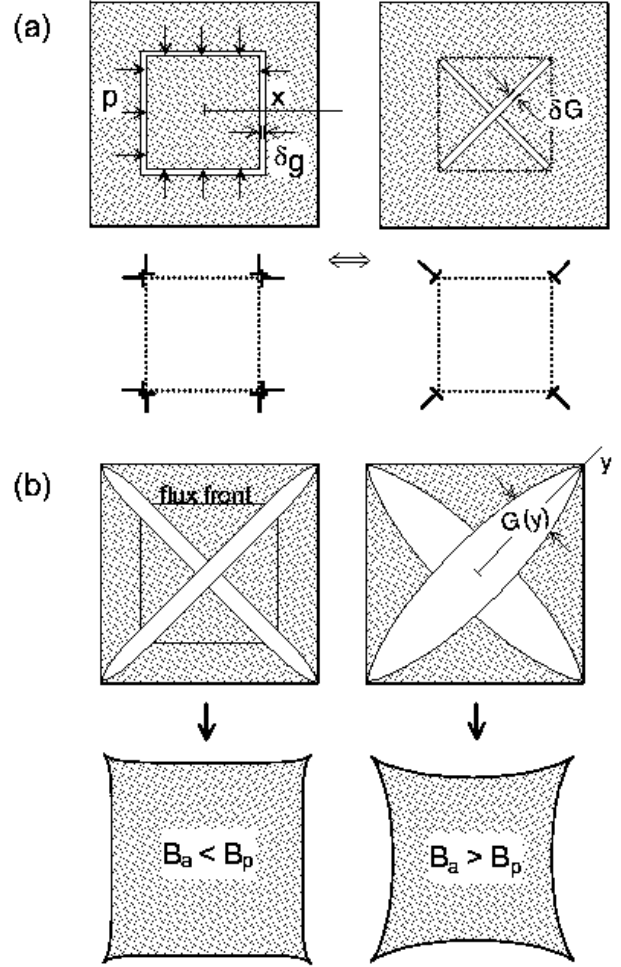 (a)
p
x
δg
δG
(b)
flux front
y
G(y)
B_a < B_p
B_a > B_p